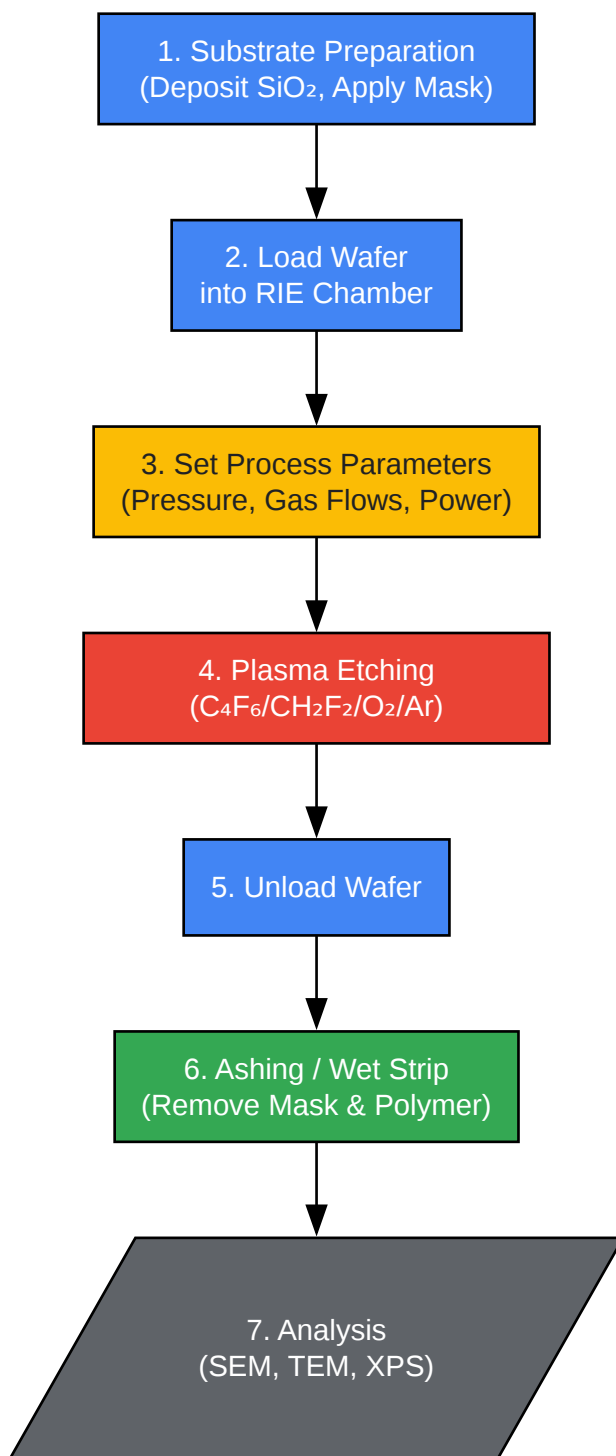 1. Substrate Preparation
(Deposit SiO₂, Apply Mask)
2. Load Wafer
into RIE Chamber
3. Set Process Parameters
(Pressure, Gas Flows, Power)
4. Plasma Etching
(C₄F₆/CH₂F₂/O₂/Ar)
5. Unload Wafer
6. Ashing / Wet Strip
(Remove Mask & Polymer)
7. Analysis
(SEM, TEM, XPS)